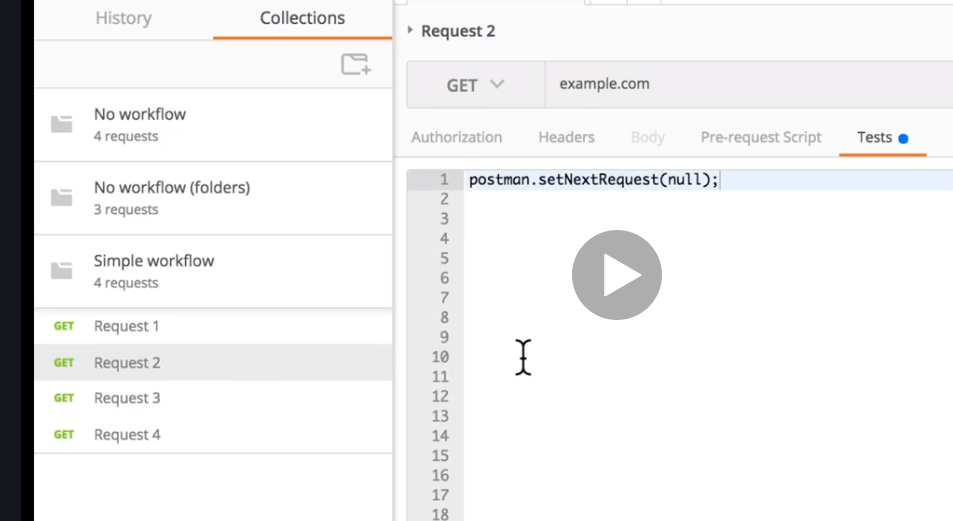 History
Collections
No workflow
4 requests
No workflow (folders)
3 requests
Simple workflow
4 requests
GET Request 1
GET Request 2
GET Request 3
GET Request 4
Request 2
GET example.com
Authorization Headers Body Pre-request Script Tests
1 postman.setNextRequest(null);
2
3
4
5
6
7
8
9
10
11
12
13
14
15
16
17
18